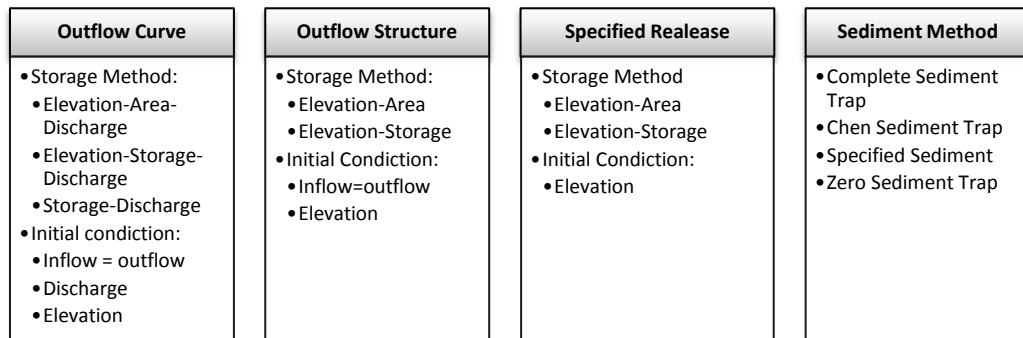 Outflow Curve
•Storage Method:
•Elevation-Area-
Discharge
•Elevation-Storage-
Discharge
•Storage-Discharge
•Initial condiction:
•Inflow = outflow
•Discharge
•Elevation
Outflow Structure
•Storage Method:
•Elevation-Area
•Elevation-Storage
•Initial Condiction:
•Inflow=outflow
•Elevation
Specified Realease
•Storage Method
•Elevation-Area
•Elevation-Storage
•Initial Condition:
•Elevation
Sediment Method
•Complete Sediment
Trap
•Chen Sediment Trap
•Specified Sediment
•Zero Sediment Trap